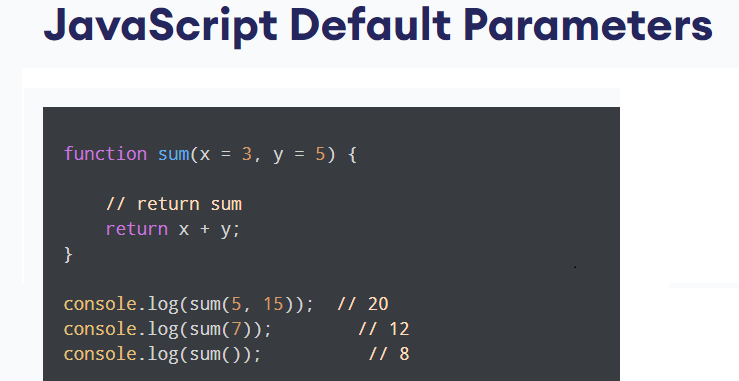 JavaScript Default Parameters
function sum(x = 3, y = 5) {
// return sum
return x + y;
}
console.log(sum(5, 15)); // 20
console.log(sum(7)); // 12
console.log(sum()); // 8